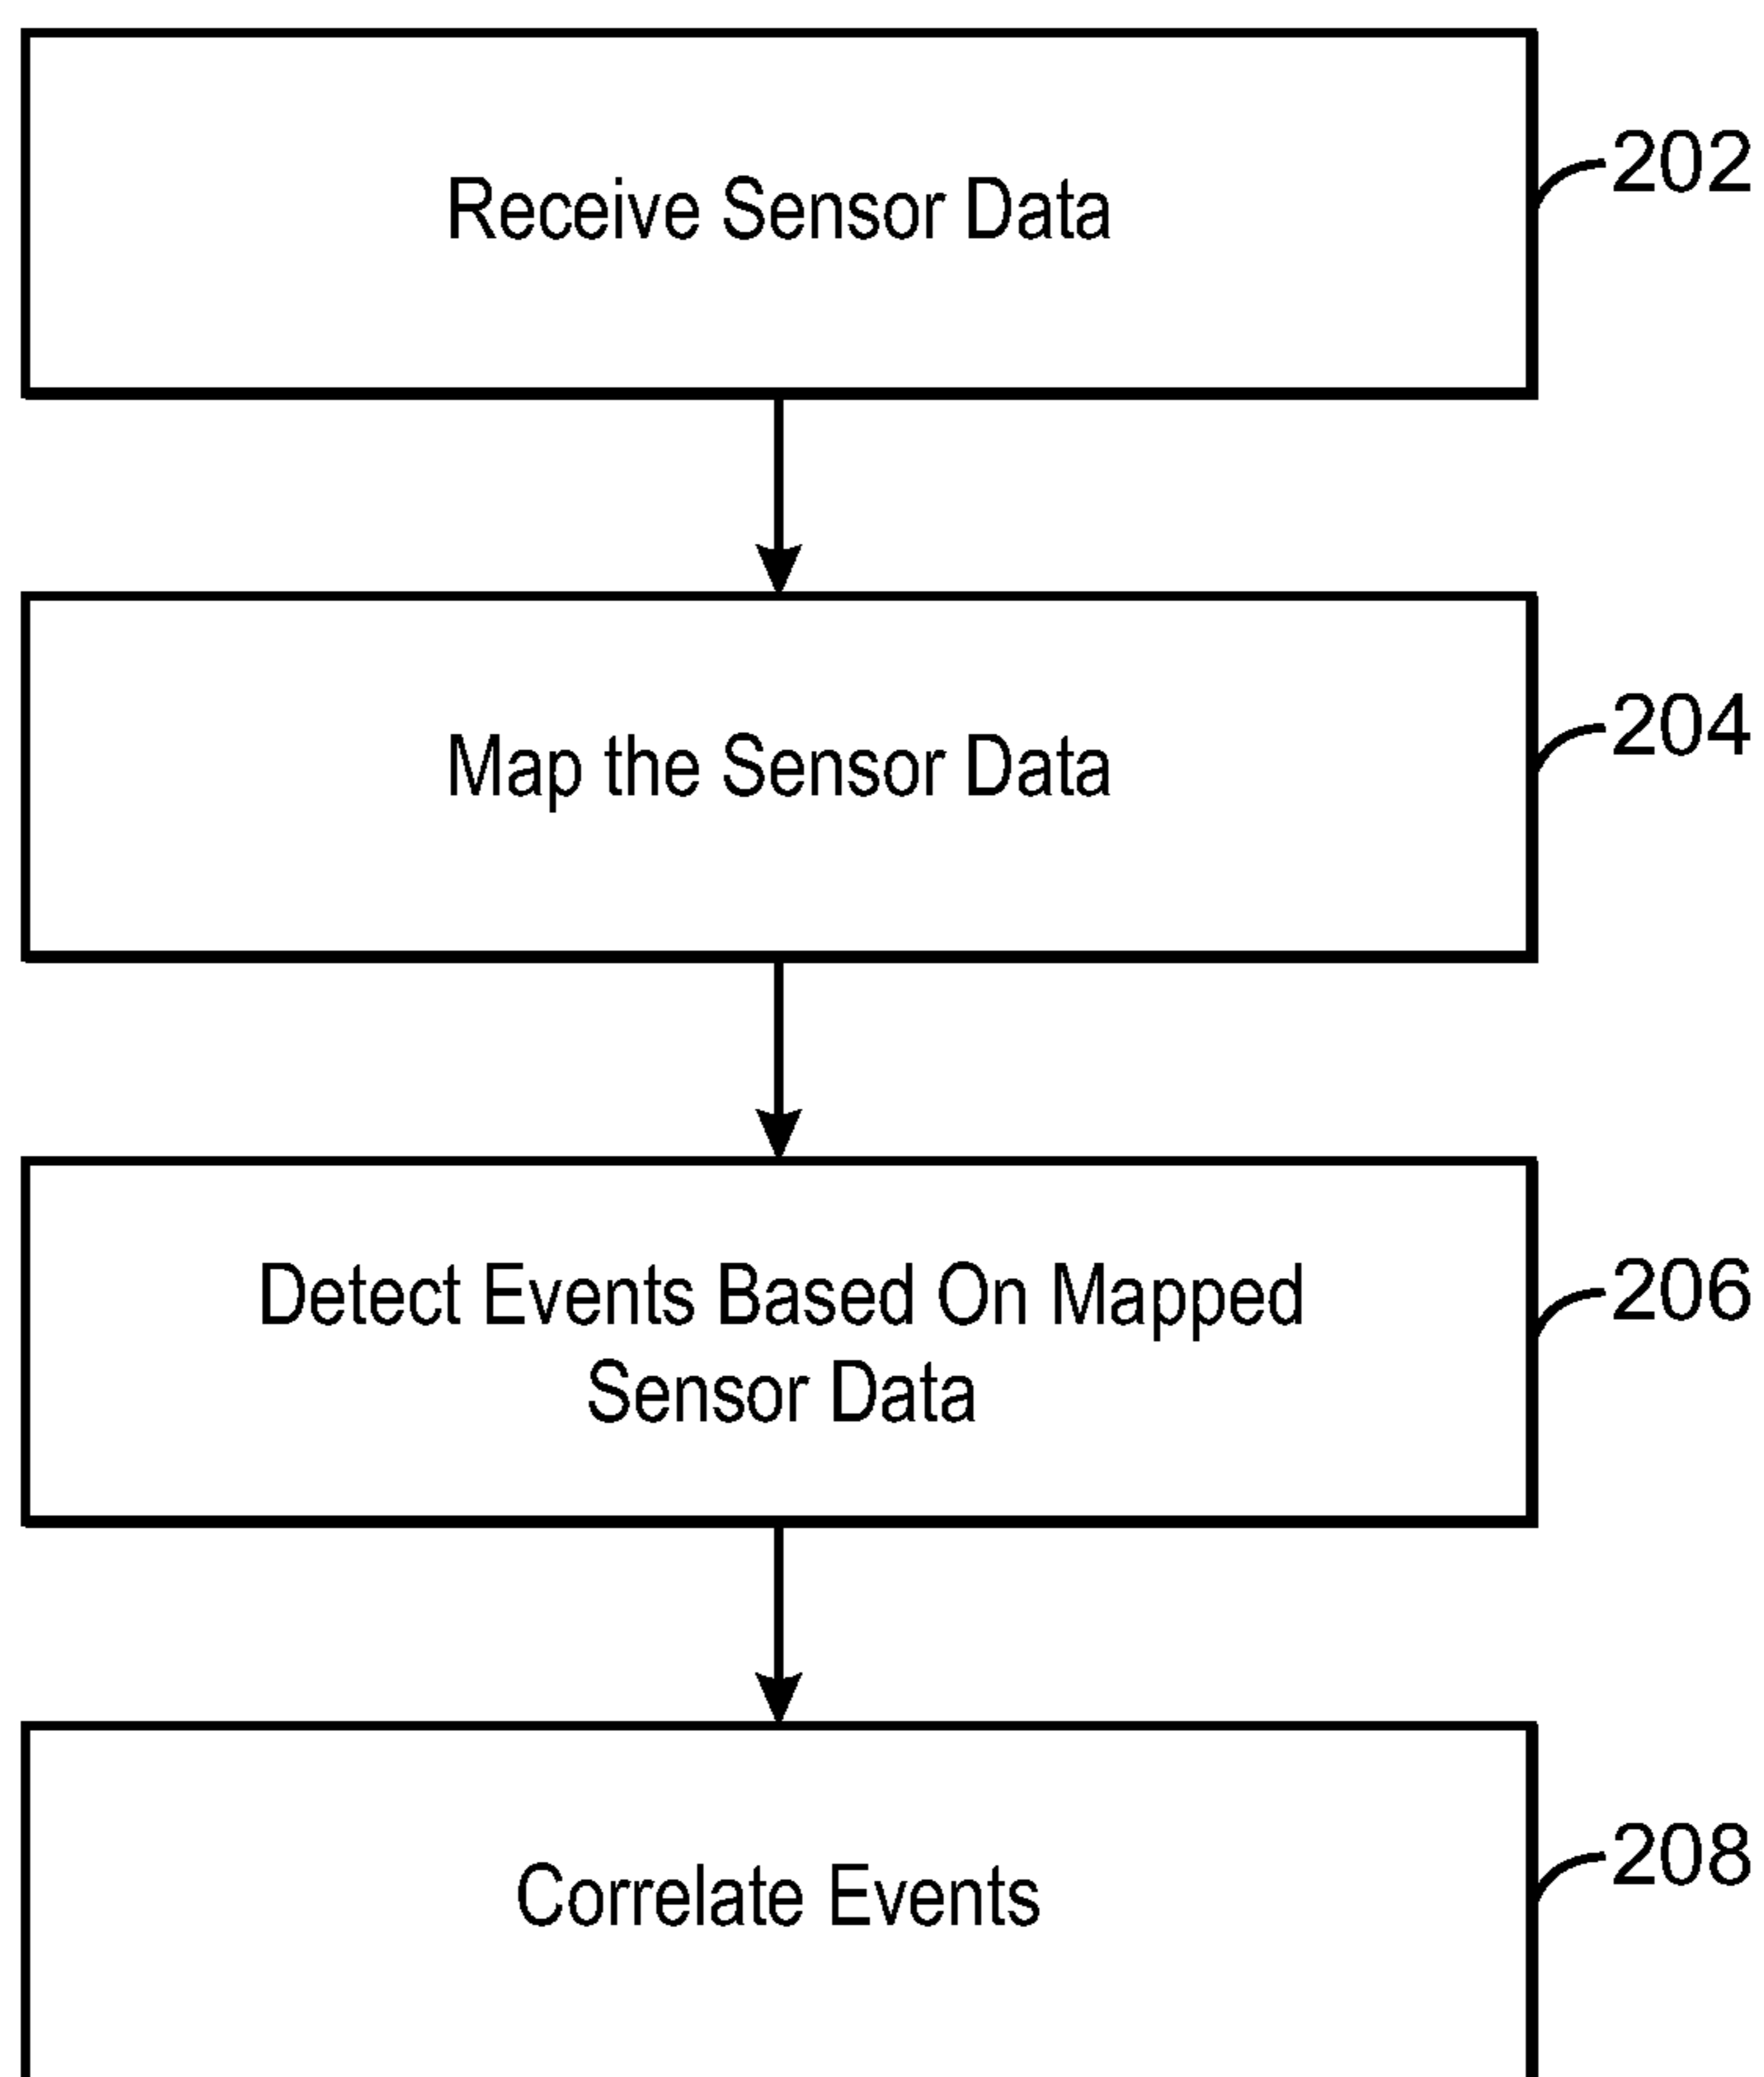 Receive Sensor Data
202
Map the Sensor Data
204
Detect Events Based On Mapped
Sensor Data
206
Correlate Events
208